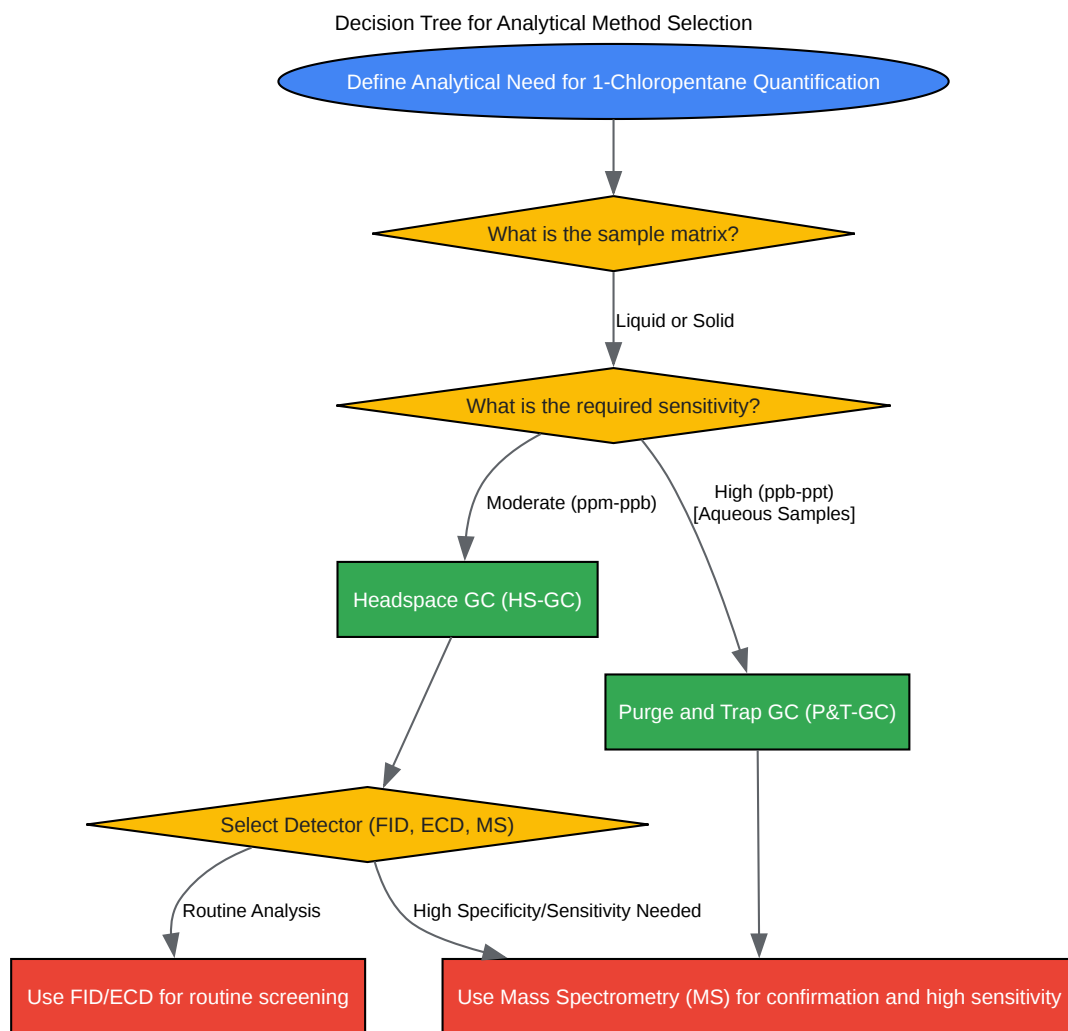 Decision Tree for Analytical Method Selection
Define Analytical Need for 1-Chloropentane Quantification
What is the sample matrix?
Liquid or Solid
What is the required sensitivity?
Moderate (ppm-ppb)
High (ppb-ppt)
[Aqueous Samples]
Headspace GC (HS-GC)
Purge and Trap GC (P&T-GC)
Select Detector (FID, ECD, MS)
Routine Analysis
High Specificity/Sensitivity Needed
Use FID/ECD for routine screening
Use Mass Spectrometry (MS) for confirmation and high sensitivity